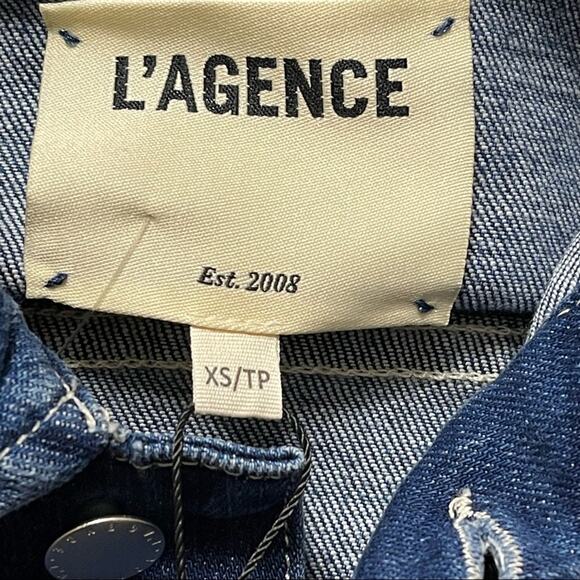 L'AGENCE
Est. 2008
XS/TP